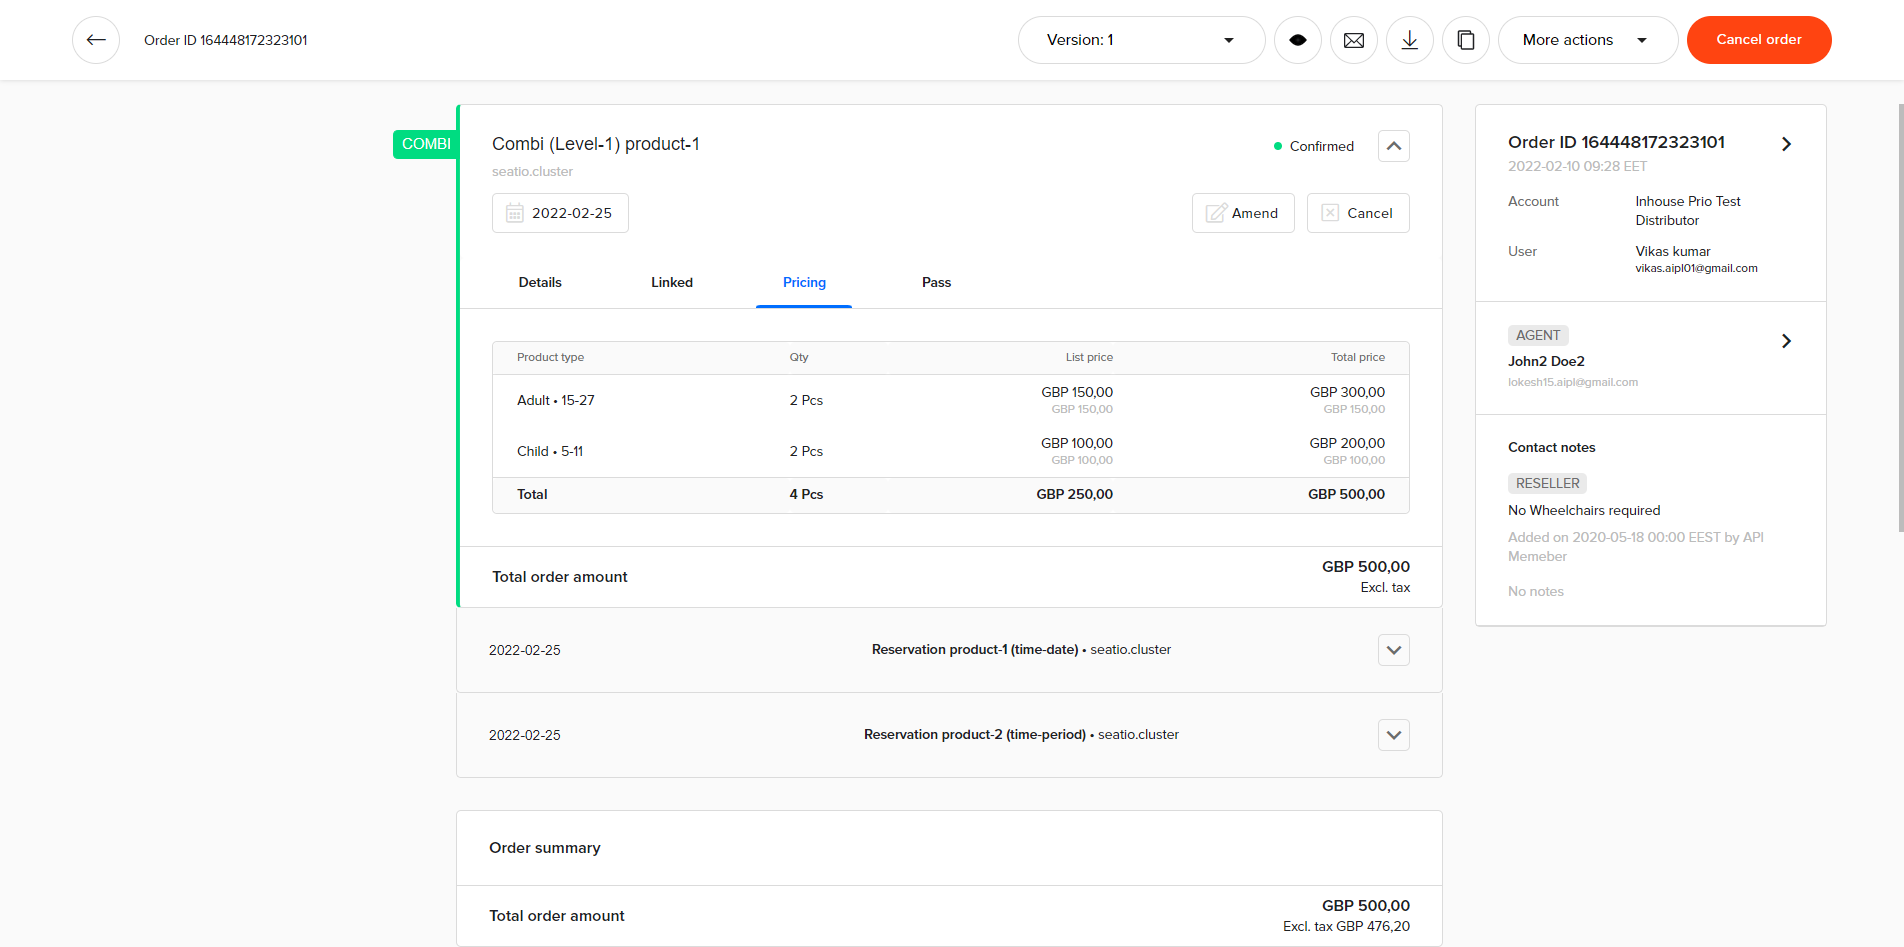 Order ID 164448172323101
Version: 1
More actions
Cancel order
COMBI
Combi (Level-1) product-1
Confirmed
seatio.cluster
2022-02-25
Amend
Cancel
Details
Linked
Pricing
Pass
Product type Qty List price Total price
Adult • 15-27 2 Pcs GBP 150,00 GBP 300,00
GBP 150,00 GBP 150,00
Child • 5-11 2 Pcs GBP 100,00 GBP 200,00
GBP 100,00 GBP 100,00
Total 4 Pcs GBP 250,00 GBP 500,00
Total order amount GBP 500,00
Excl. tax
2022-02-25 Reservation product-1 (time-date) • seatio.cluster
2022-02-25 Reservation product-2 (time-period) • seatio.cluster
Order summary
Total order amount GBP 500,00
Excl. tax GBP 476,20
Order ID 164448172323101
2022-02-10 09:28 EET
Account Inhouse Prio Test
Distributor
User Vikas kumar
vikas.aipl01@gmail.com
AGENT
John2 Doe2
lokesh15.aipl@gmail.com
Contact notes
RESELLER
No Wheelchairs required
Added on 2020-05-18 00:00 EEST by API
Memeber
No notes